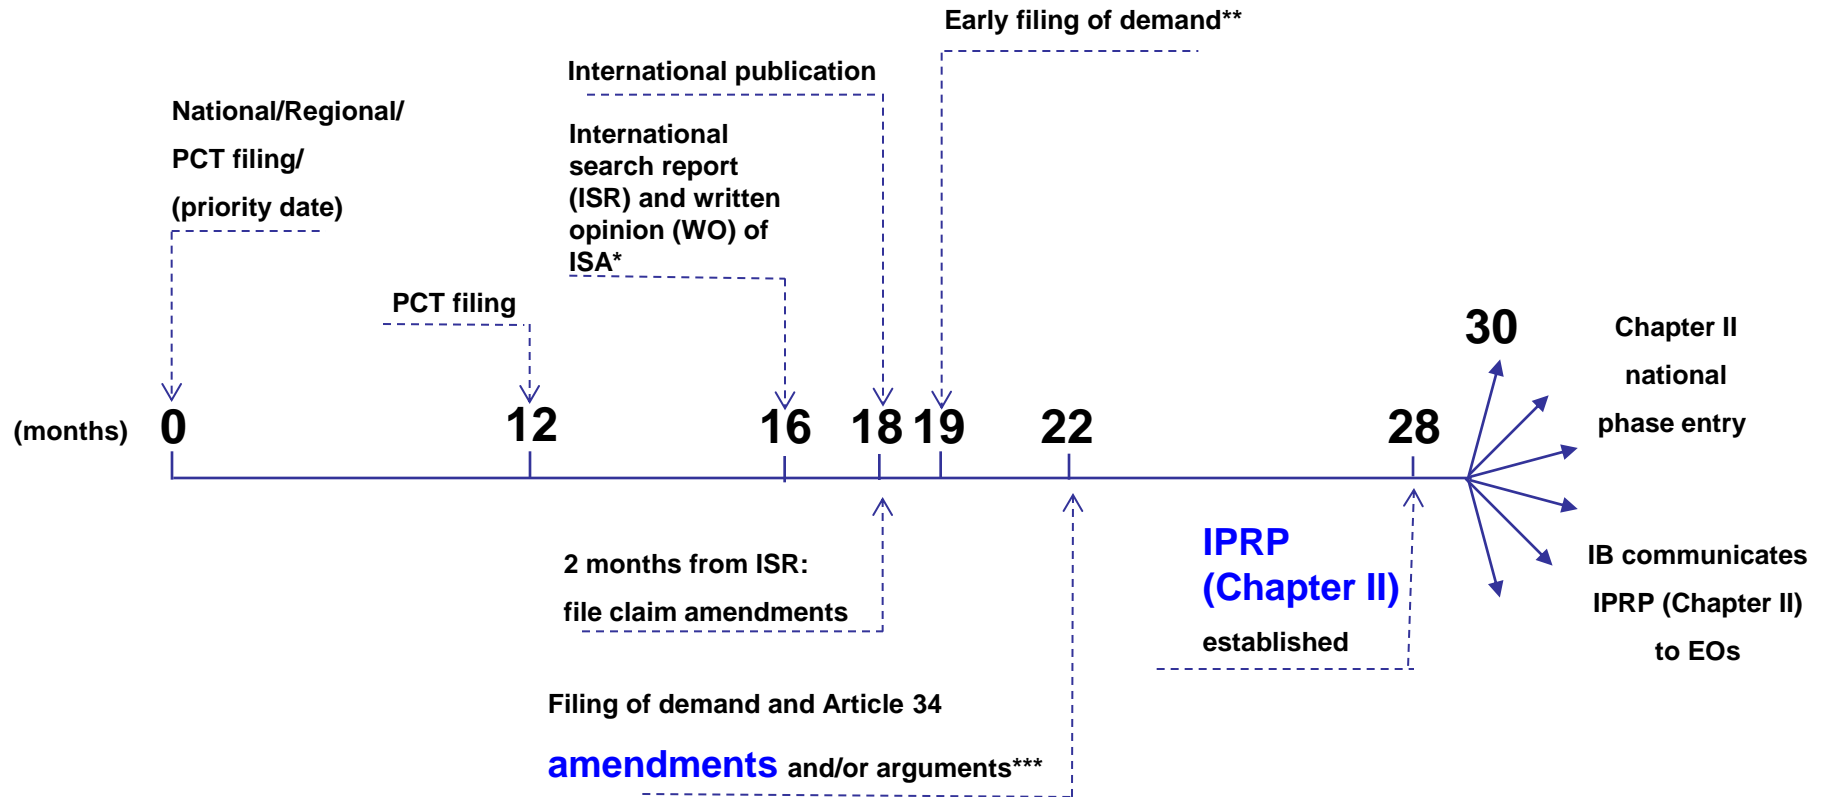 Early filing of demand**
International publication
National/Regional/
PCT filing/
(priority date)
International
search report
(ISR) and written
opinion (WO) of
ISA*
PCT filing
(months) 0 12 16 18 19 22 28 30
Chapter II
national
phase entry
2 months from ISR:
file claim amendments
IPRP
(Chapter II)
established
IB communicates
IPRP (Chapter II)
to EOs
Filing of demand and Article 34
amendments and/or arguments***